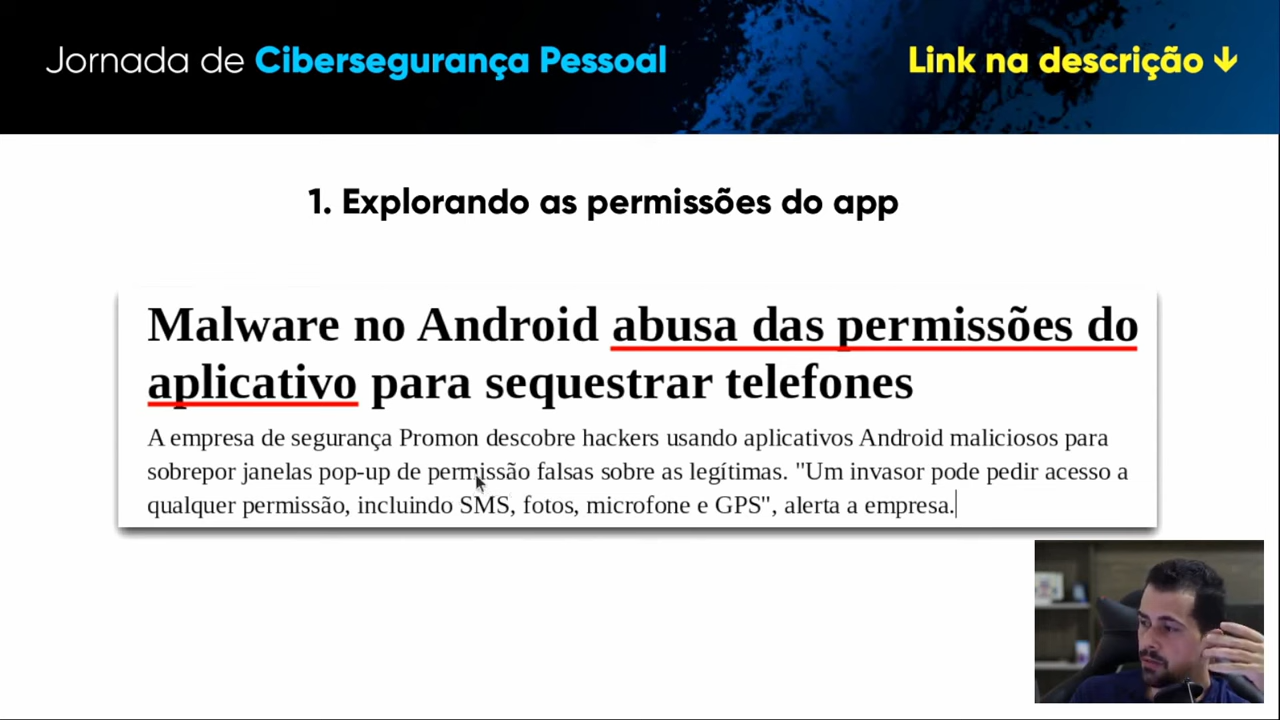 Jornada de Cibersegurança Pessoal
Link na descrição ↓
1. Explorando as permissões do app
Malware no Android abusa das permissões do
aplicativo para sequestrar telefones
A empresa de segurança Promon descobre hackers usando aplicativos Android maliciosos para
sobrepor janelas pop-up de permissão falsas sobre as legítimas. "Um invasor pode pedir acesso a
qualquer permissão, incluindo SMS, fotos, microfone e GPS", alerta a empresa.